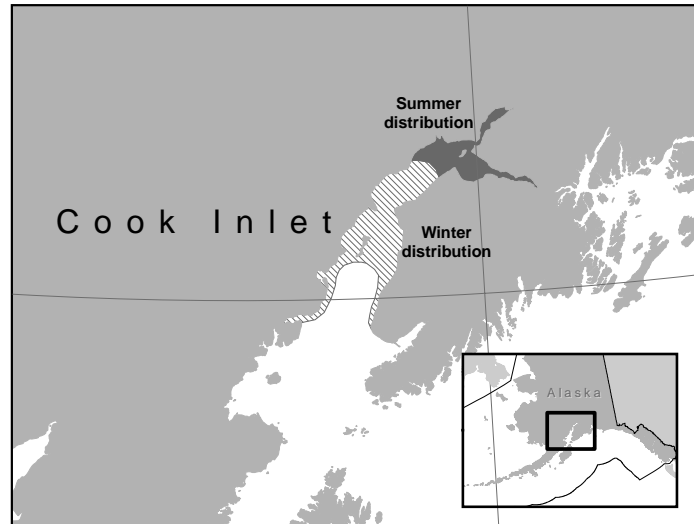 Summer
distribution
Cook Inlet
Winter
distribution
Alaska